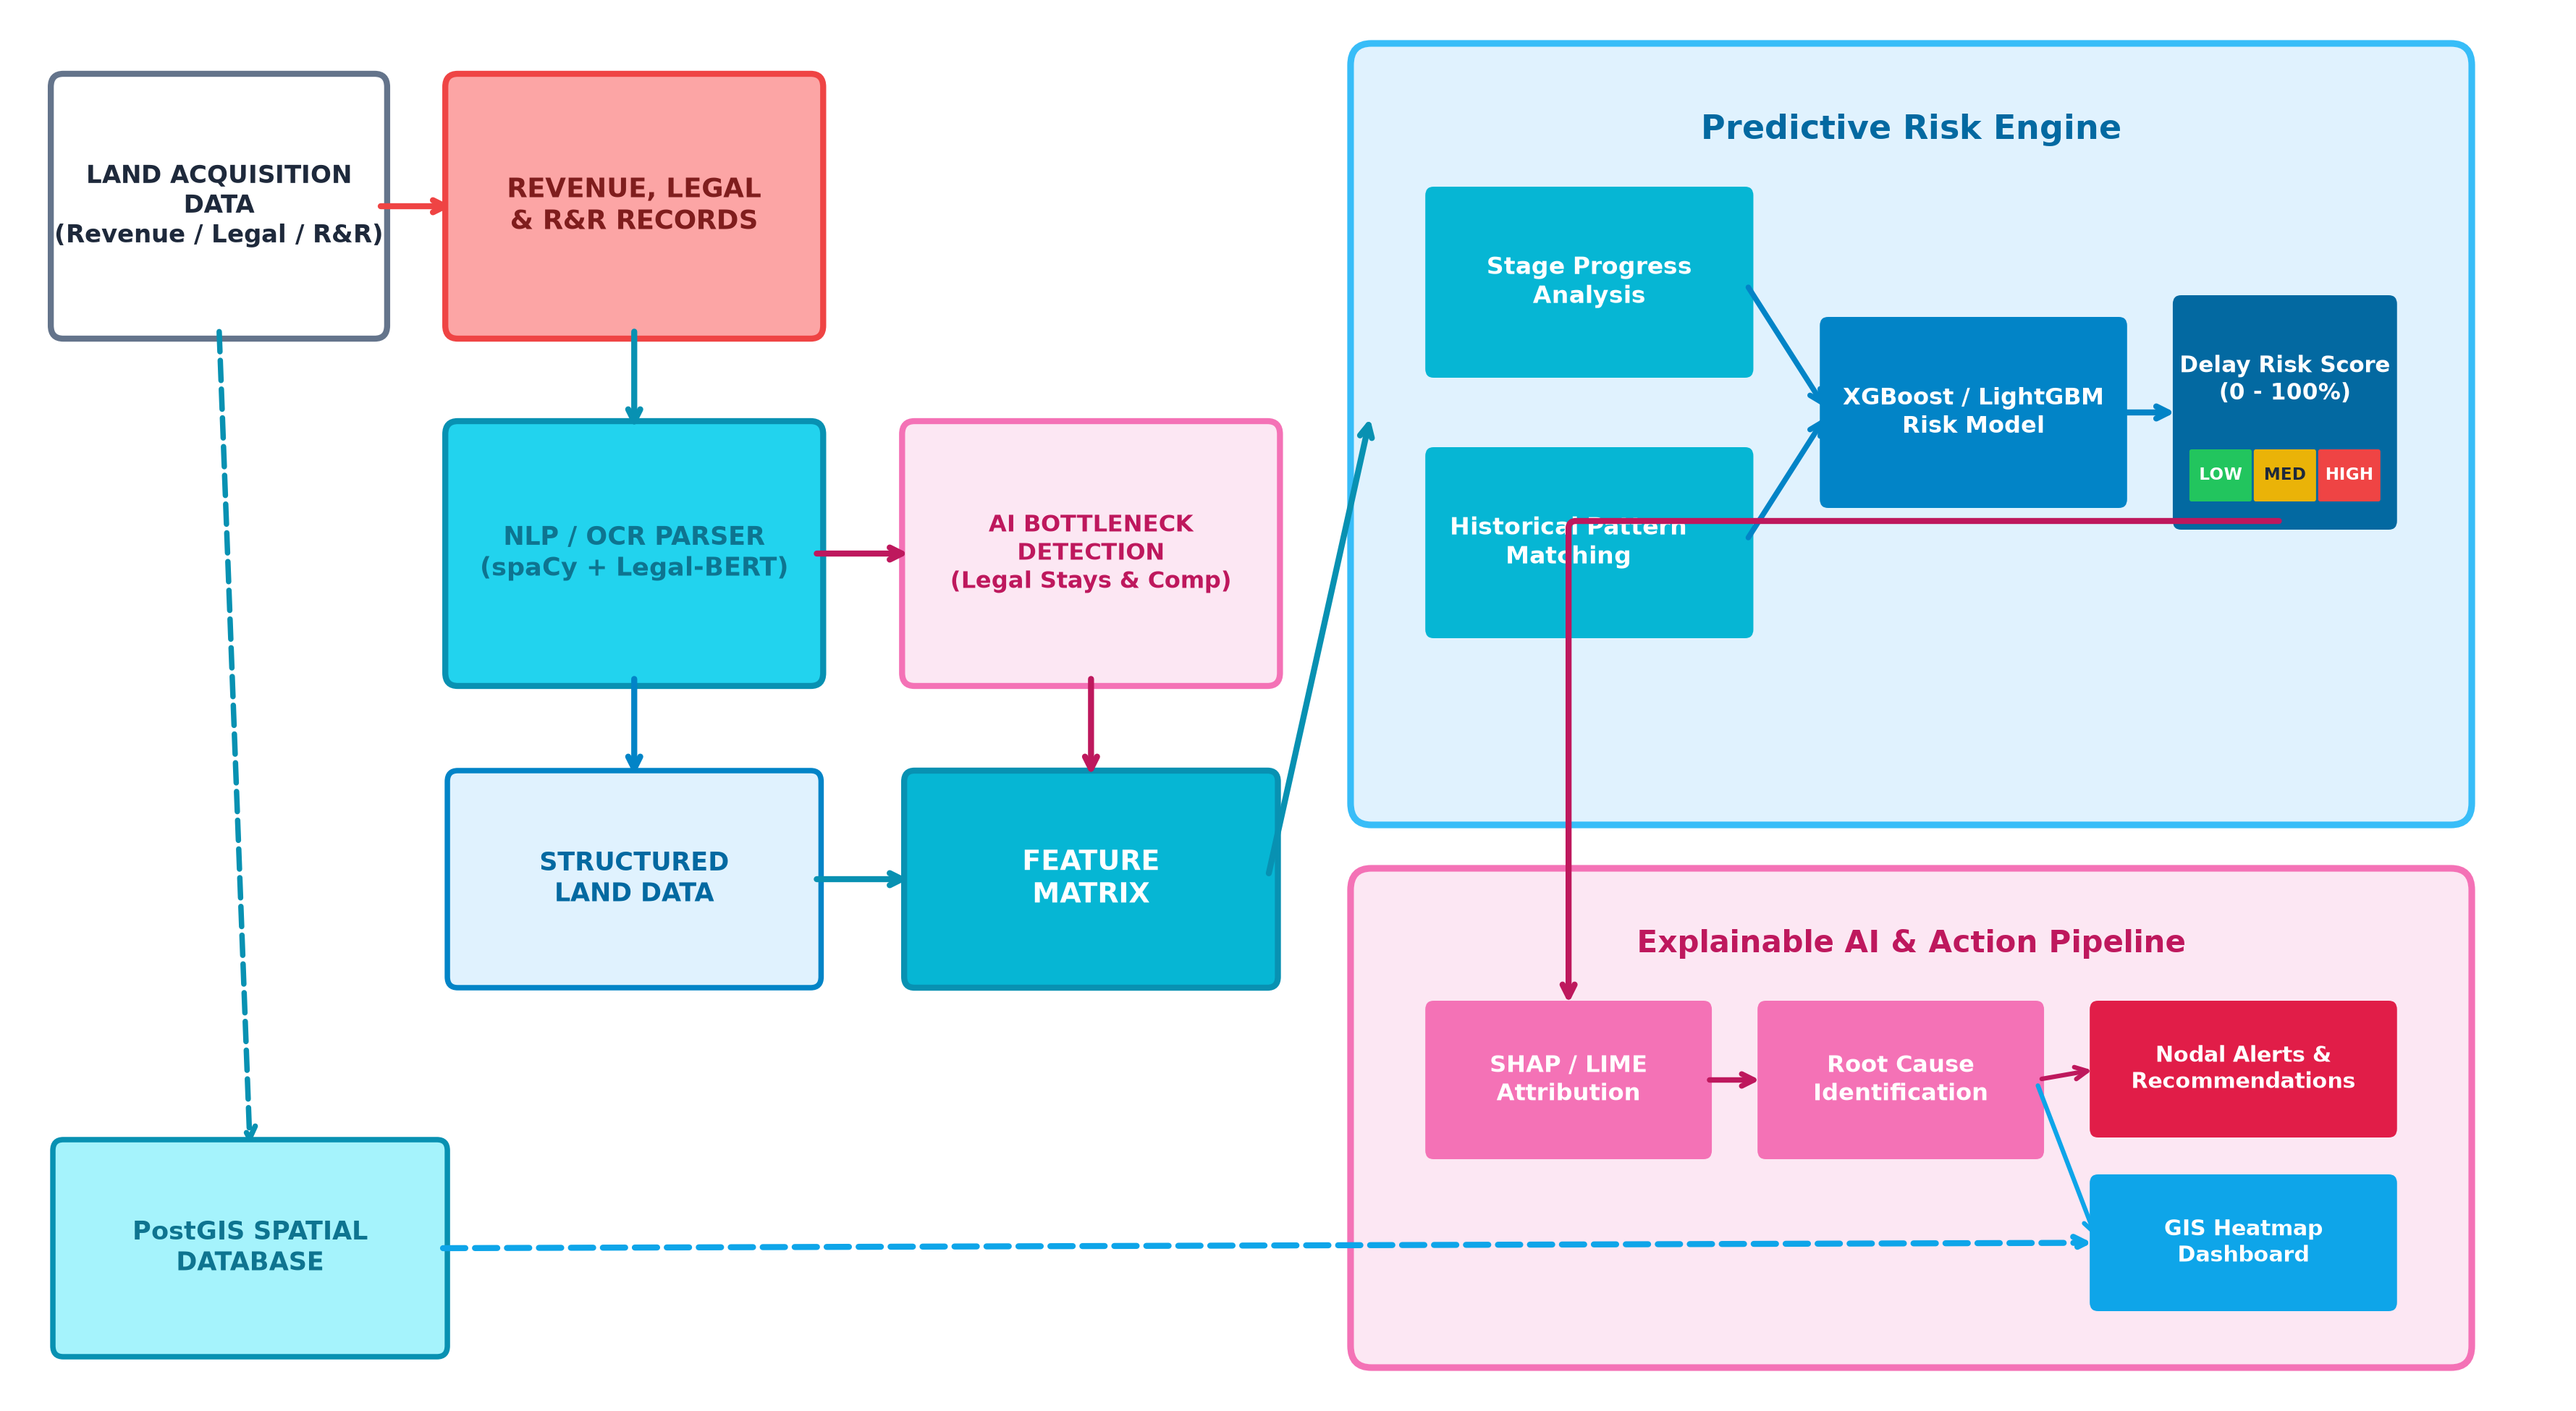 LAND ACQUISITION
DATA
(Revenue / Legal / R&R)
REVENUE, LEGAL
& R&R RECORDS
NLP / OCR PARSER
(spaCy + Legal-BERT)
AI BOTTLENECK
DETECTION
(Legal Stays & Comp)
STRUCTURED
LAND DATA
FEATURE
MATRIX
PostGIS SPATIAL
DATABASE
Predictive Risk Engine
Stage Progress
Analysis
Historical Pattern
Matching
XGBoost / LightGBM
Risk Model
Delay Risk Score
(0 - 100%)
LOW MED HIGH
Explainable AI & Action Pipeline
SHAP / LIME
Attribution
Root Cause
Identification
Nodal Alerts &
Recommendations
GIS Heatmap
Dashboard